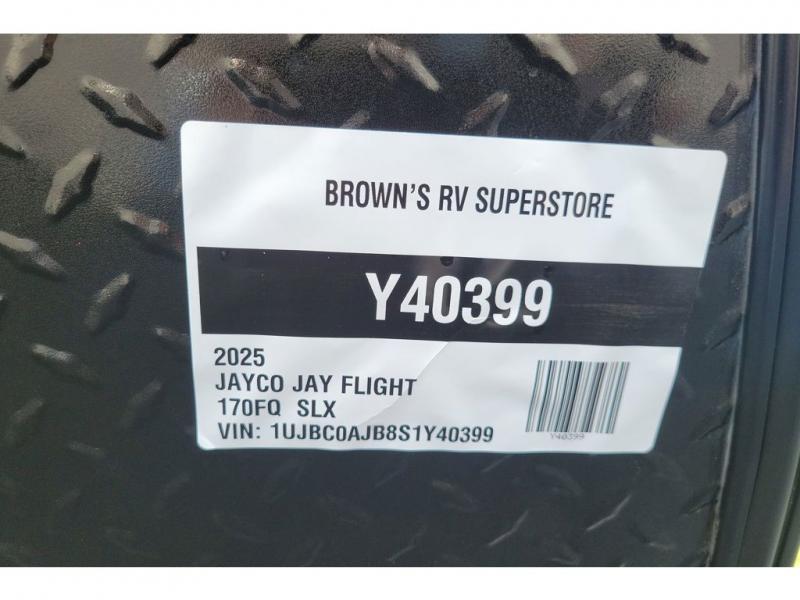 BROWN'S RV SUPERSTORE
Y40399
2025
JAYCO JAY FLIGHT
170FQ SLX
VIN: 1UJBC0AJB8S1Y40399
Y40399